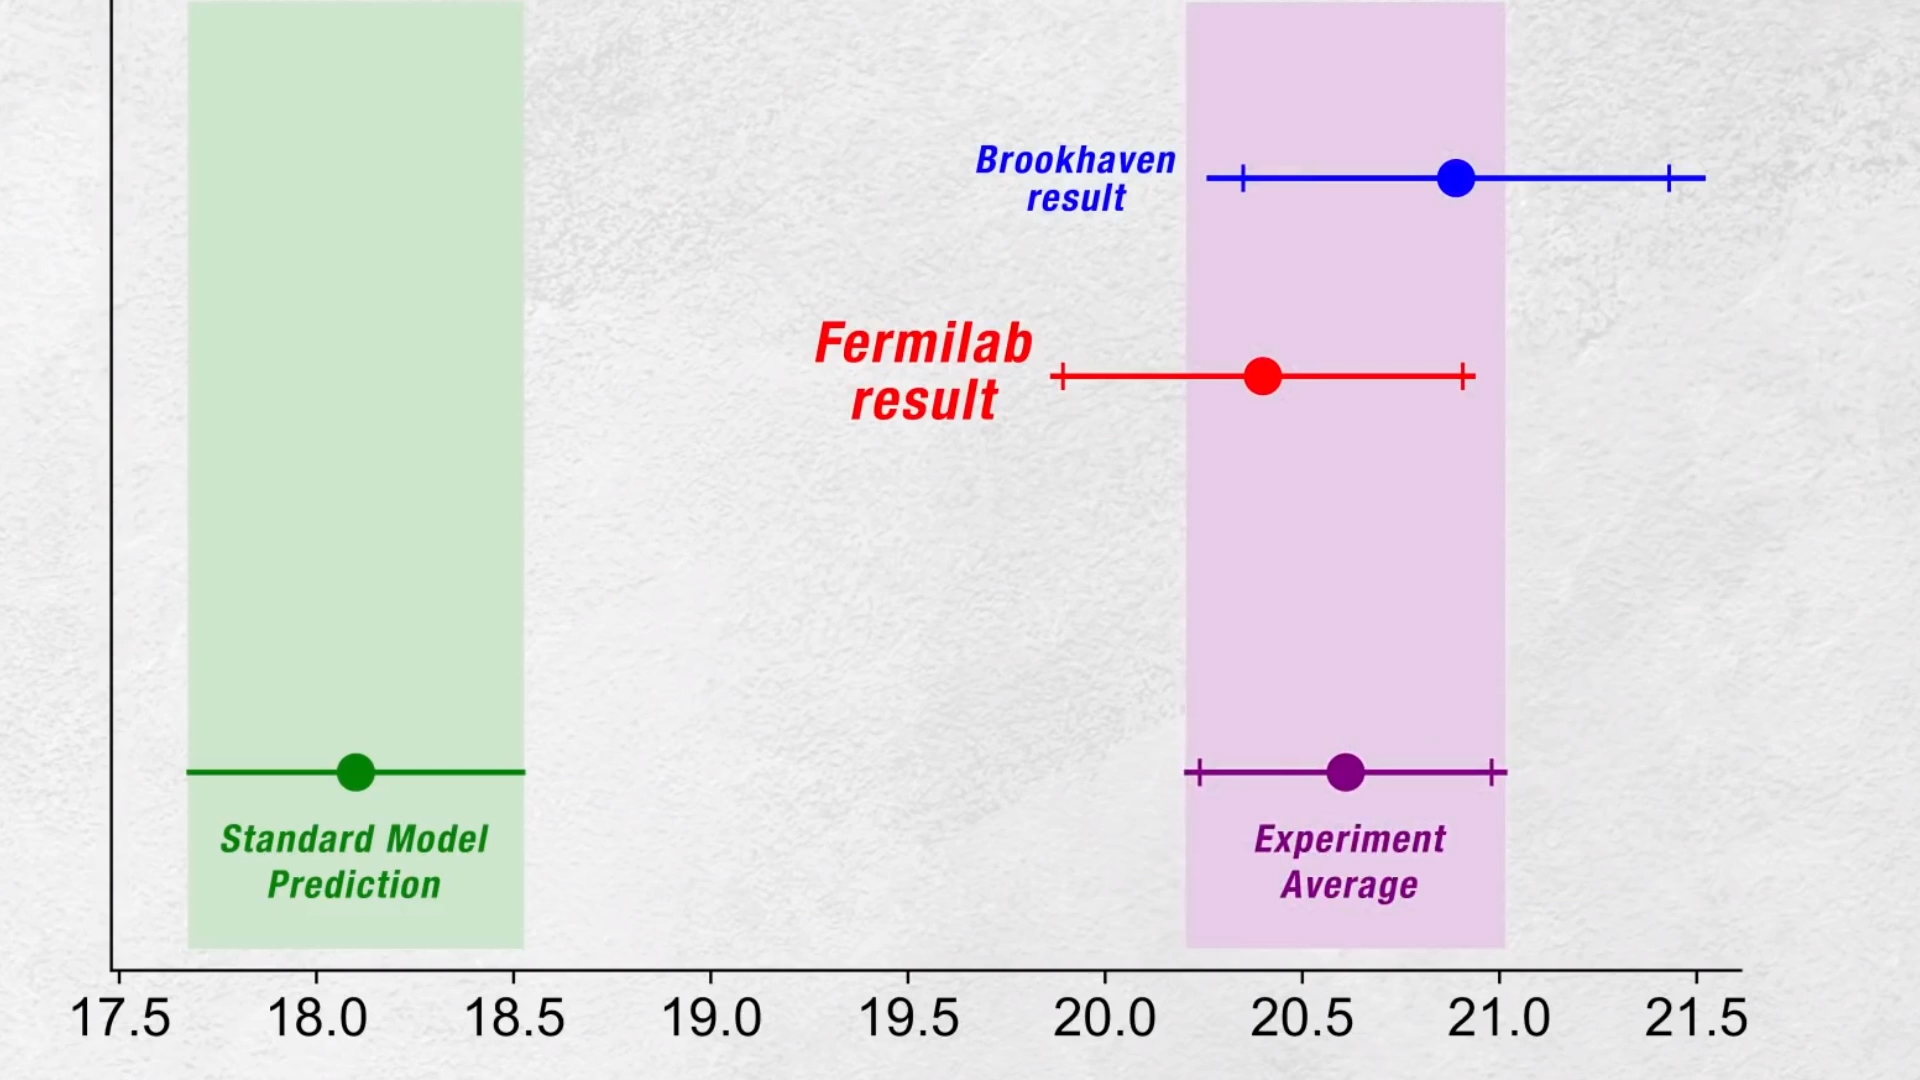 Brookhaven
result
Fermilab
result
Standard Model
Prediction
Experiment
Average
17.5 18.0 18.5 19.0 19.5 20.0 20.5 21.0 21.5